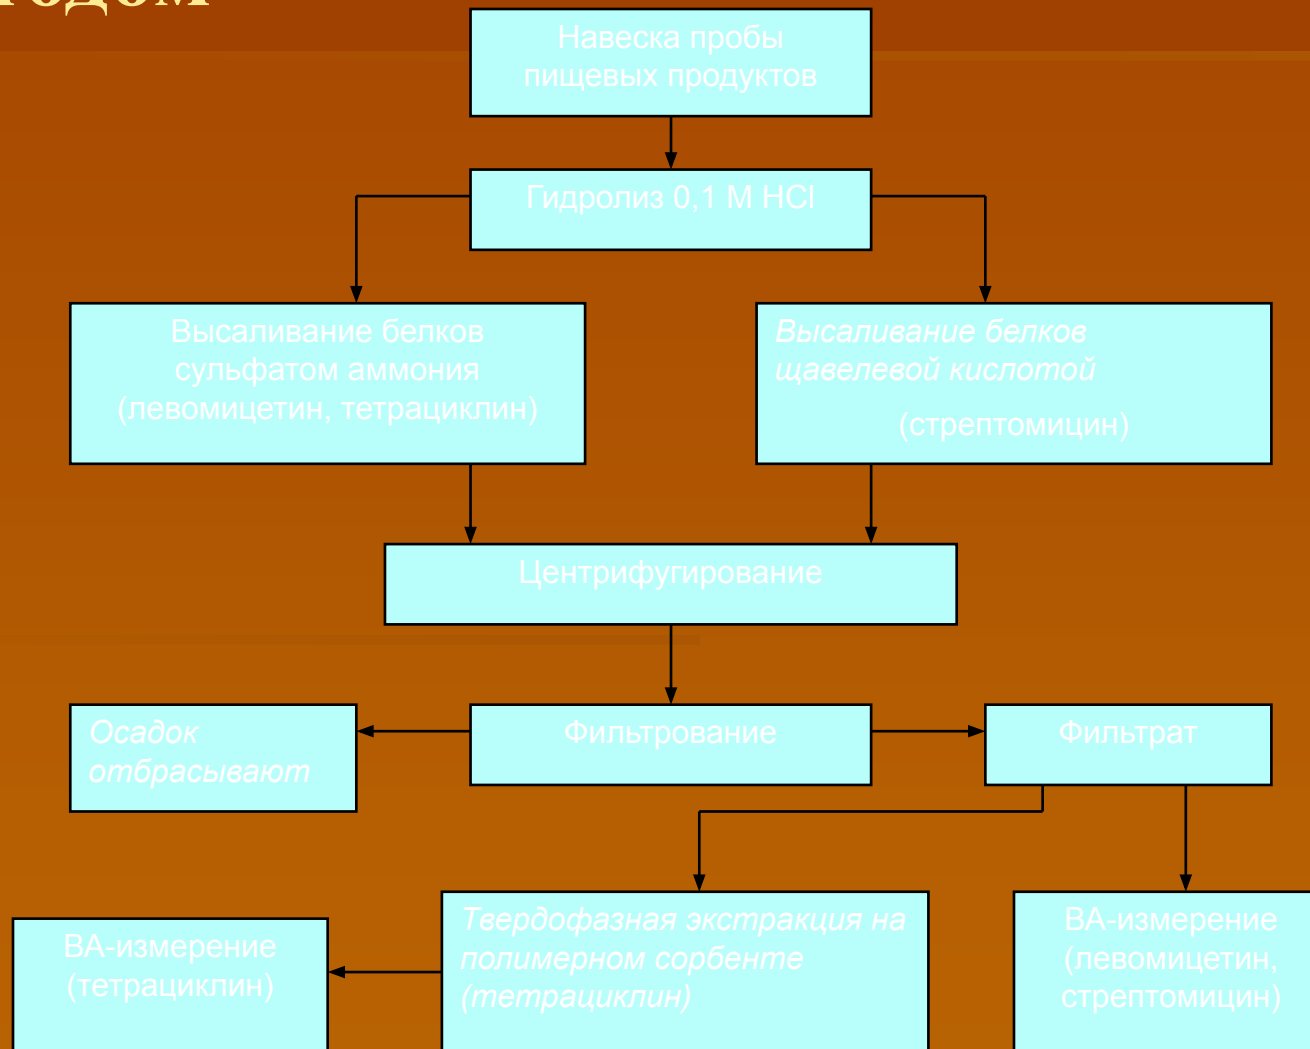 Навеска пробы
пищевых продуктов
Гидролиз 0,1 М HCl
Высаливание белков
сульфатом аммония
(левомицетин, тетрациклин)
Высаливание белков
щавелевой кислотой
(стрептомицин)
Центрифугирование
Осадок
отбрасывают
Фильтрование
Фильтрат
ВА-измерение
(тетрациклин)
Твердофазная экстракция на
полимерном сорбенте
(тетрациклин)
ВА-измерение
(левомицетин,
стрептомицин)